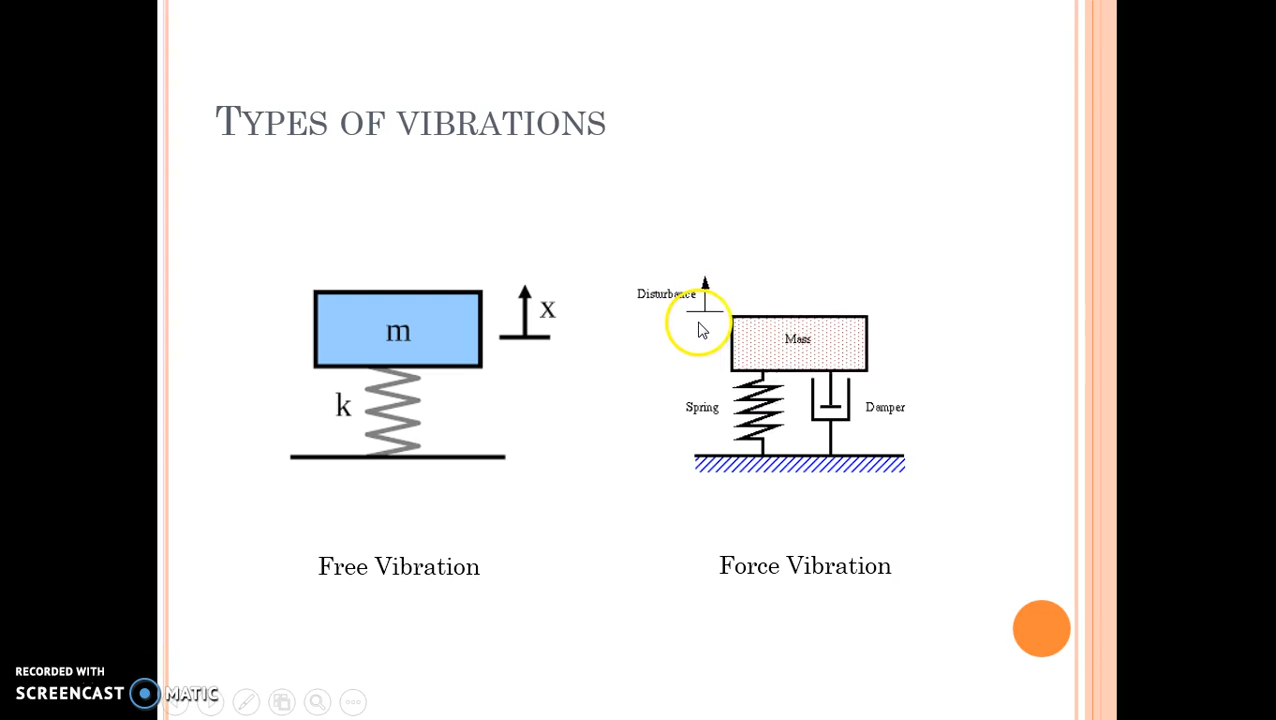 TYPES OF VIBRATIONS
m
x
k
Disturbance
Mass
Spring
Damper
Free Vibration
Force Vibration
RECORDED WITH
SCREENCAST MATIC